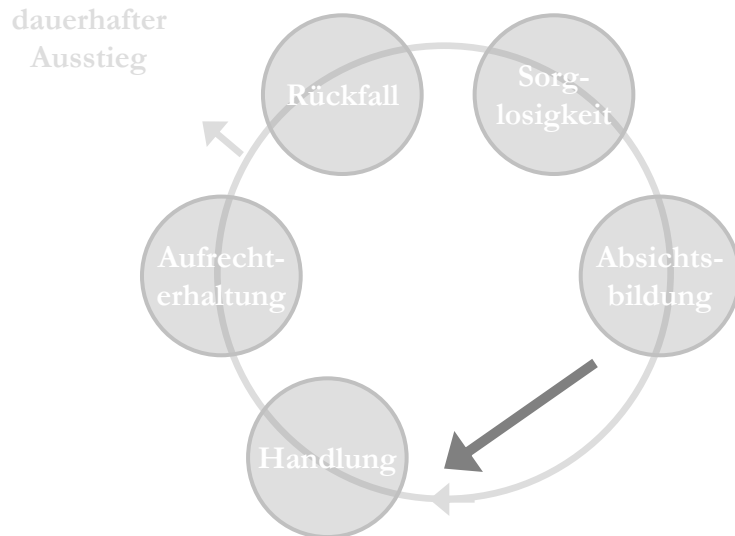 dauerhafter
Ausstieg
Rückfall
Sorg-
losigkeit
Aufrecht-
erhaltung
Absichts-
bildung
Handlung